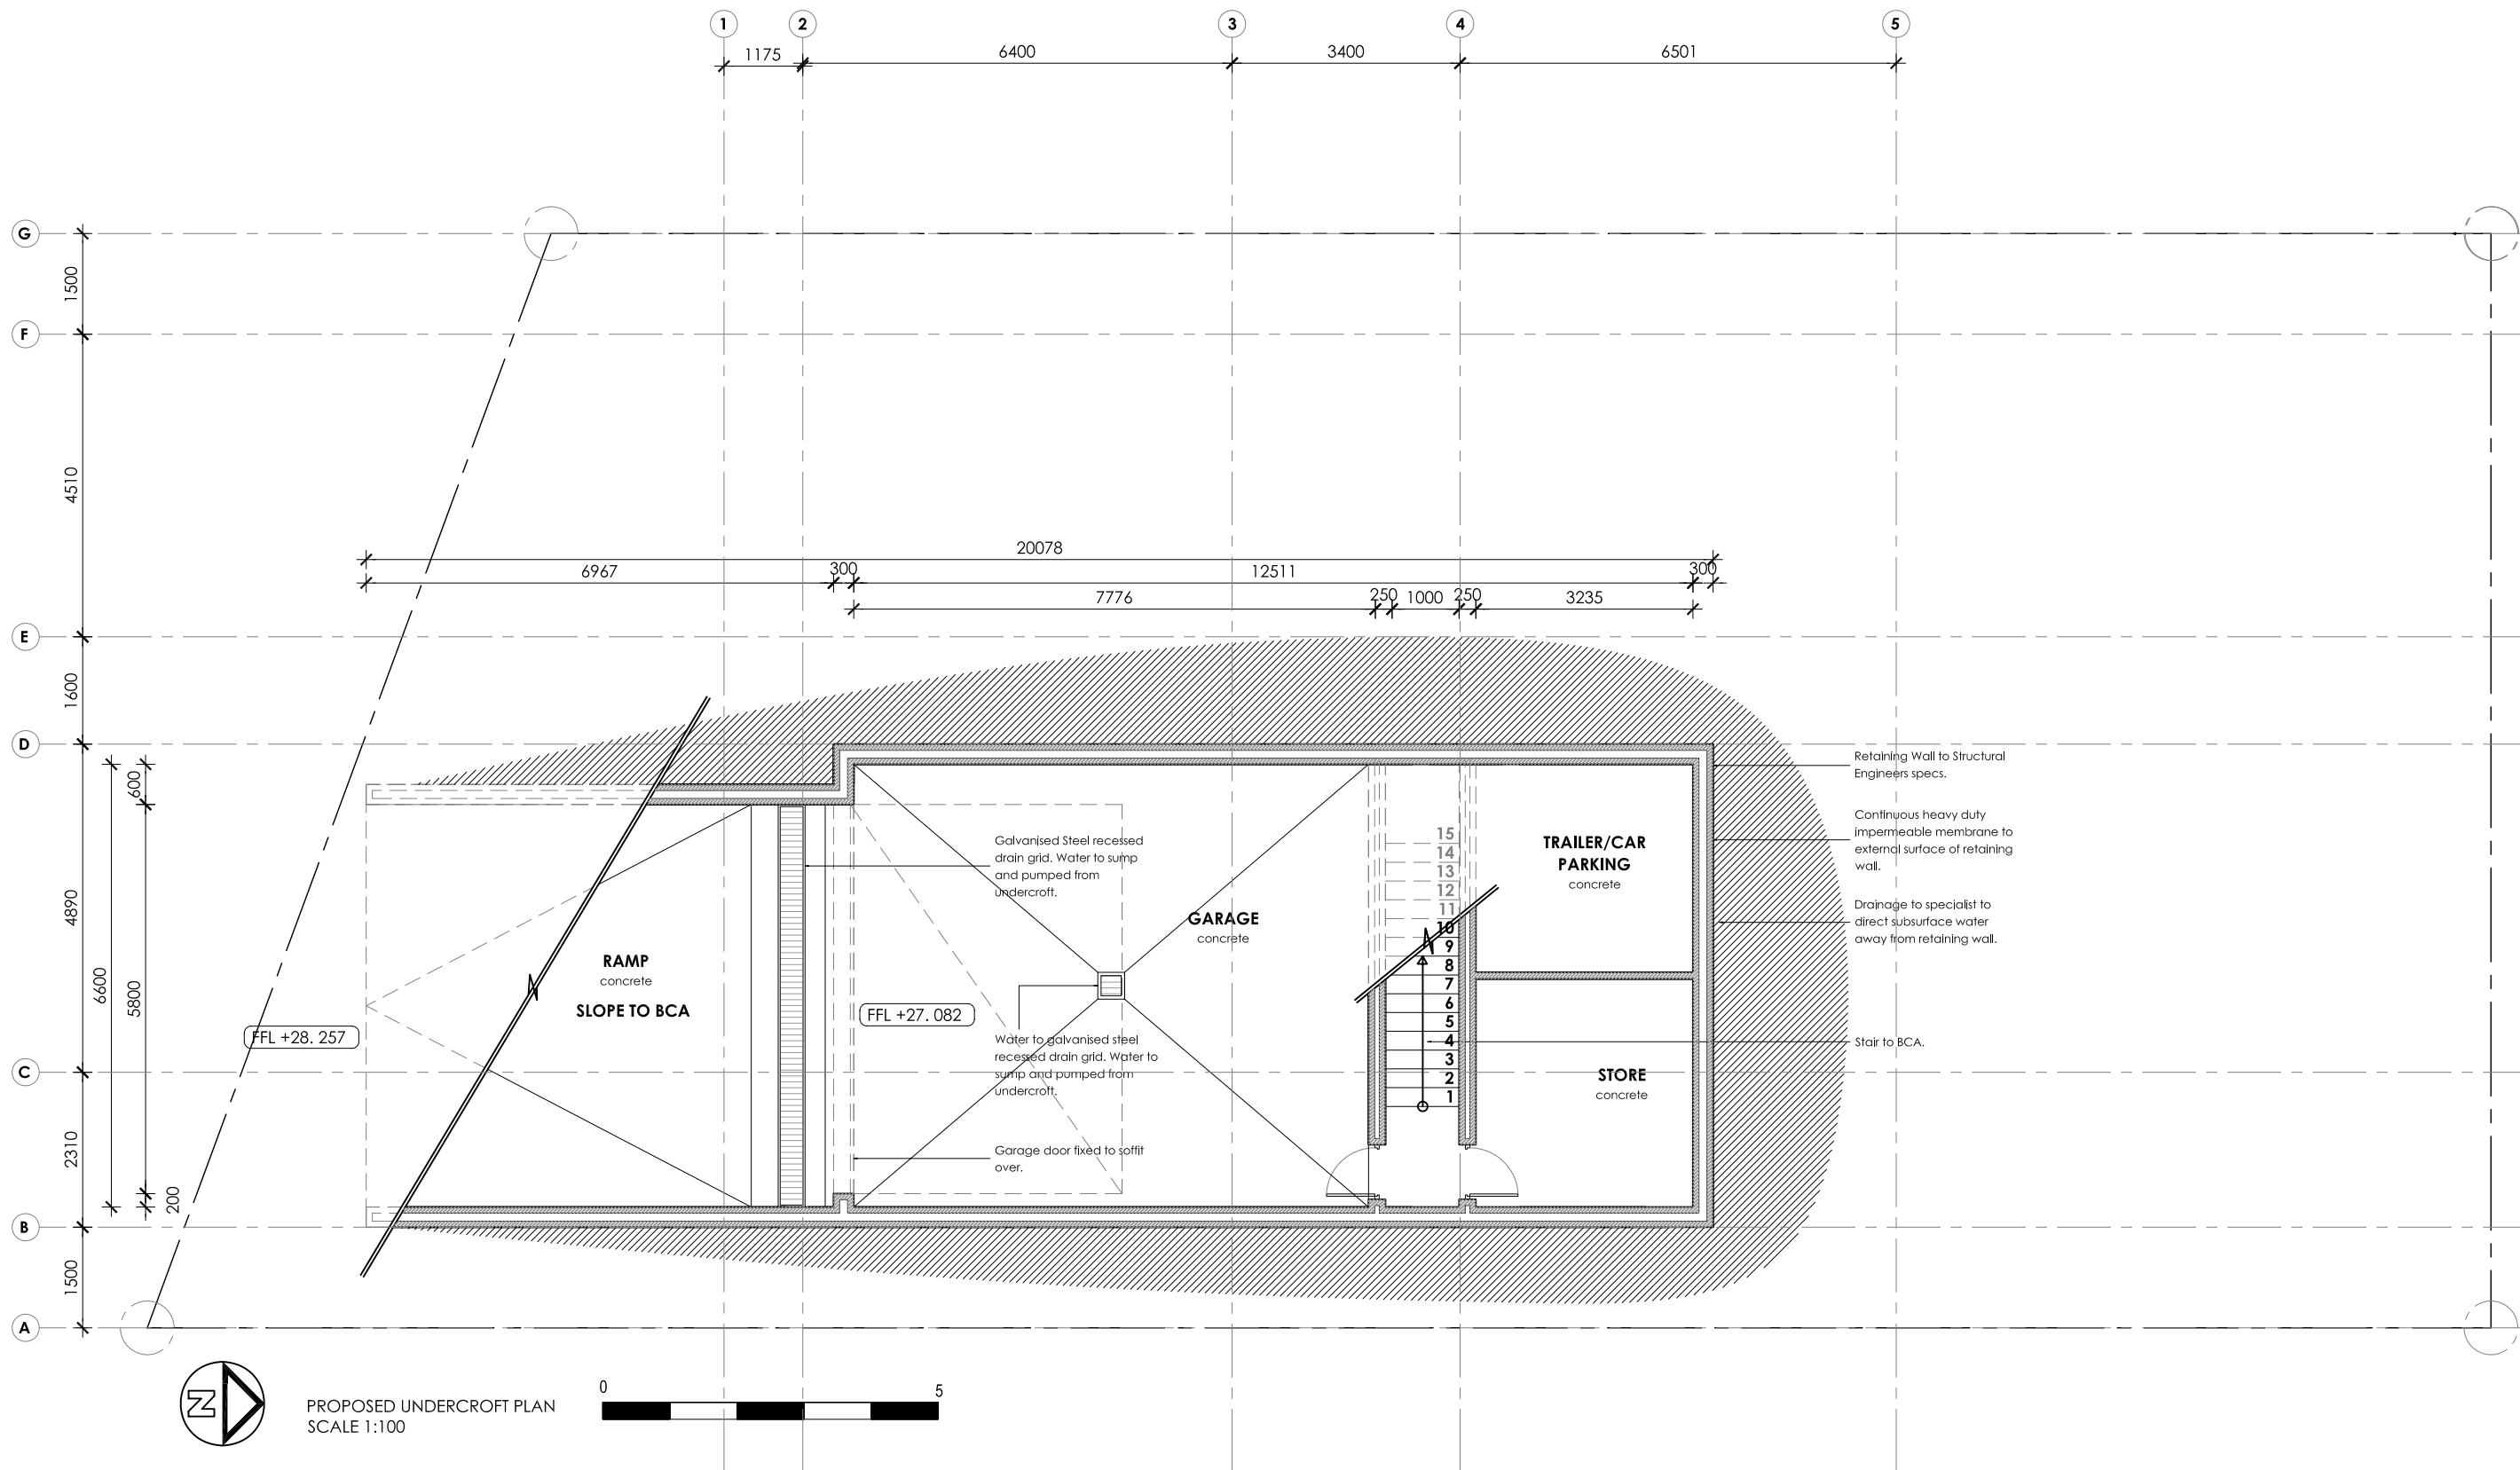 1 2 3 4 5
1175 6400 3400 6501
G
1500
F
4510
20078
6967 300 12511 300
7776 250 1000 250 3235
E
1600
D
600
4890
6600
5800
C
2310
200
B
1500
A
Retaining Wall to Structural
Engineers specs.
Continuous heavy duty
impermeable membrane to
external surface of retaining
wall.
Drainage to specialist to
direct subsurface water
away from retaining wall.
Stair to BCA.
Galvanised Steel recessed
drain grid. Water to sump
and pumped from
undercroft.
GARAGE
concrete
TRAILER/CAR
PARKING
concrete
15
14
13
12
11
10
9
8
7
6
5
4
3
2
1
RAMP
concrete
SLOPE TO BCA
FFL +28. 257
FFL +27. 082
Water to galvanised steel
recessed drain grid. Water to
sump and pumped from
undercroft.
STORE
concrete
Garage door fixed to soffit
over.
N
PROPOSED UNDERCROFT PLAN
SCALE 1:100
0 5